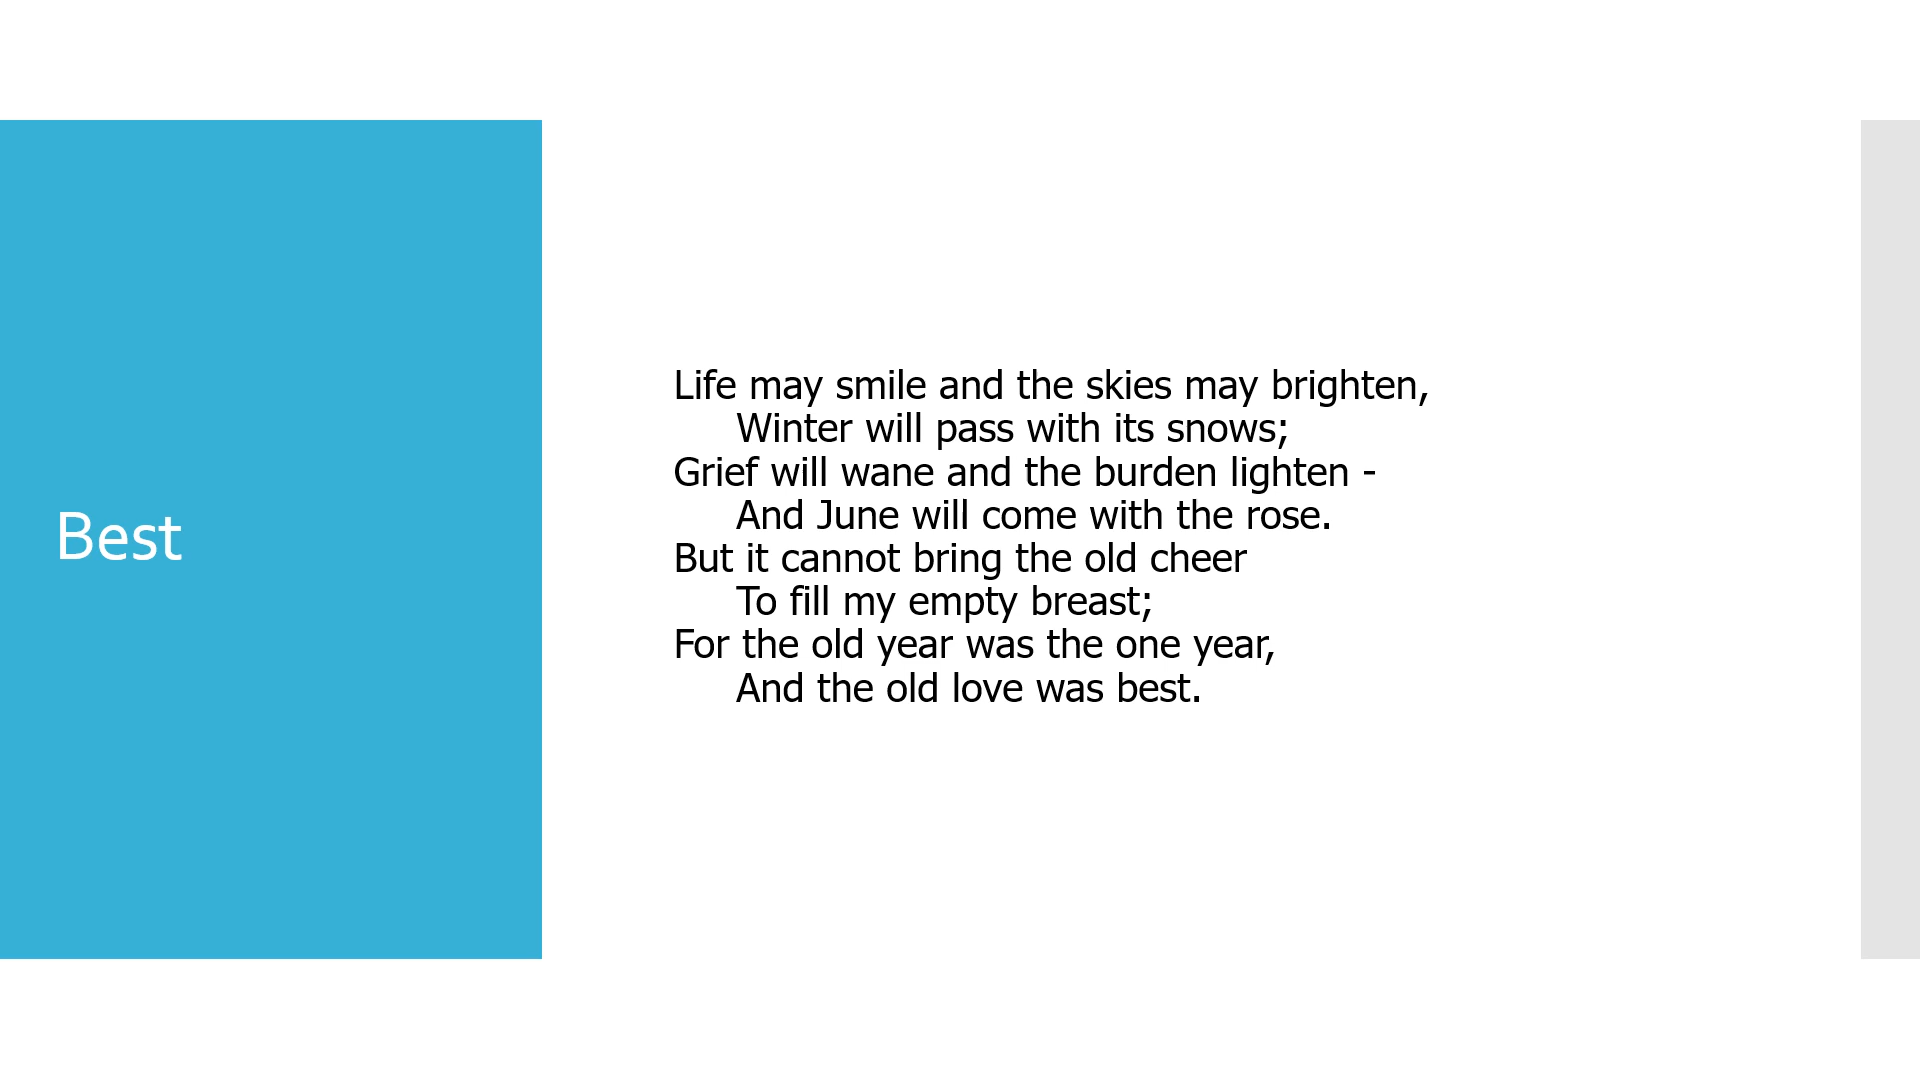 Best
Life may smile and the skies may brighten,
Winter will pass with its snows;
Grief will wane and the burden lighten -
And June will come with the rose.
But it cannot bring the old cheer
To fill my empty breast;
For the old year was the one year,
And the old love was best.